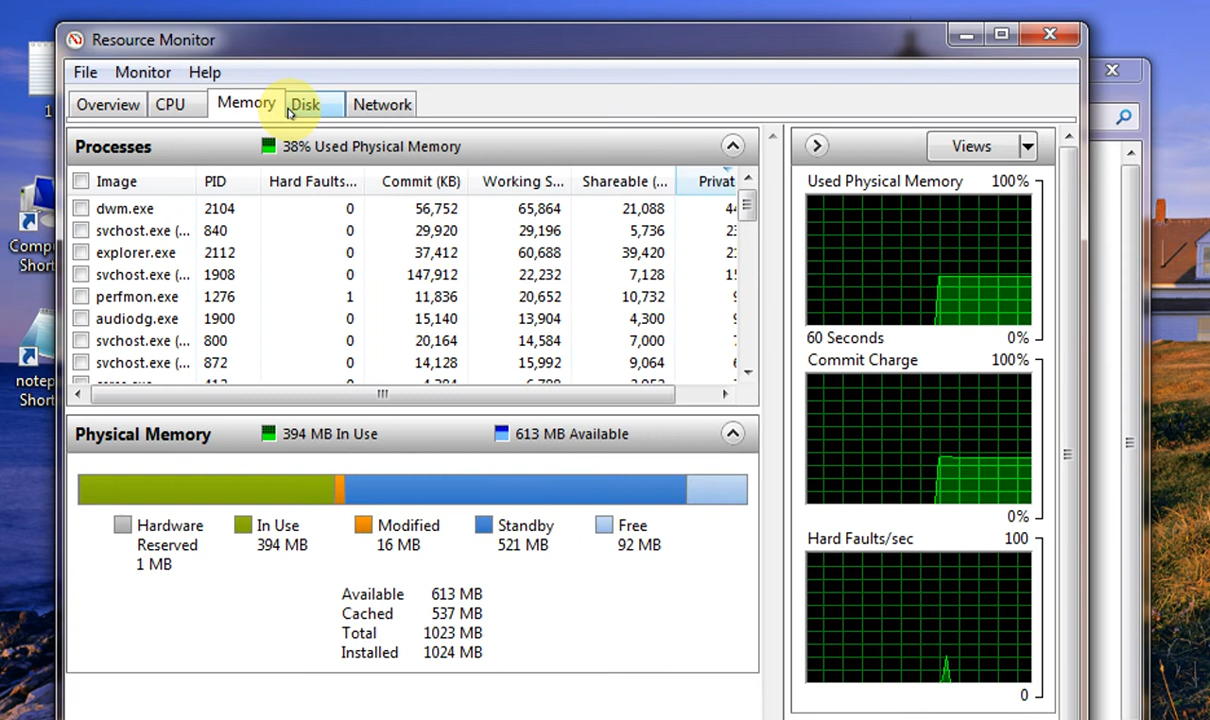 Resource Monitor
File Monitor Help
Overview CPU Memory Disk Network
Processes 38% Used Physical Memory
Image PID Hard Faults... Commit (KB) Working S... Shareable (... Privat
dwm.exe 2104 0 56,752 65,864 21,088
svchost.exe (... 840 0 29,920 29,196 5,736
explorer.exe 2112 0 37,412 60,688 39,420
svchost.exe (... 1908 0 147,912 22,232 7,128
perfmon.exe 1276 1 11,836 20,652 10,732
audiodg.exe 1900 0 15,140 13,904 4,300
svchost.exe (... 800 0 20,164 14,584 7,000
svchost.exe (... 872 0 14,128 15,992 9,064
Physical Memory 394 MB In Use 613 MB Available
Hardware Reserved
1 MB
In Use
394 MB
Modified
16 MB
Standby
521 MB
Free
92 MB
Available 613 MB
Cached 537 MB
Total 1023 MB
Installed 1024 MB
Views
Used Physical Memory 100%
60 Seconds 0%
Commit Charge 100%
0%
Hard Faults/sec 100
0
1
Compu
Short
notep
Short